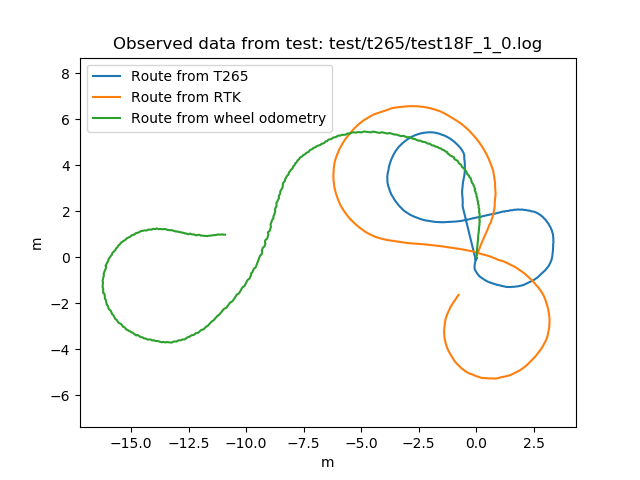 Observed data from test: test/t265/test18F_1_0.log
Route from T265
Route from RTK
Route from wheel odometry
8
6
4
2
0
−2
−4
−6
m
−15.0 −12.5 −10.0 −7.5 −5.0 −2.5 0.0 2.5
m